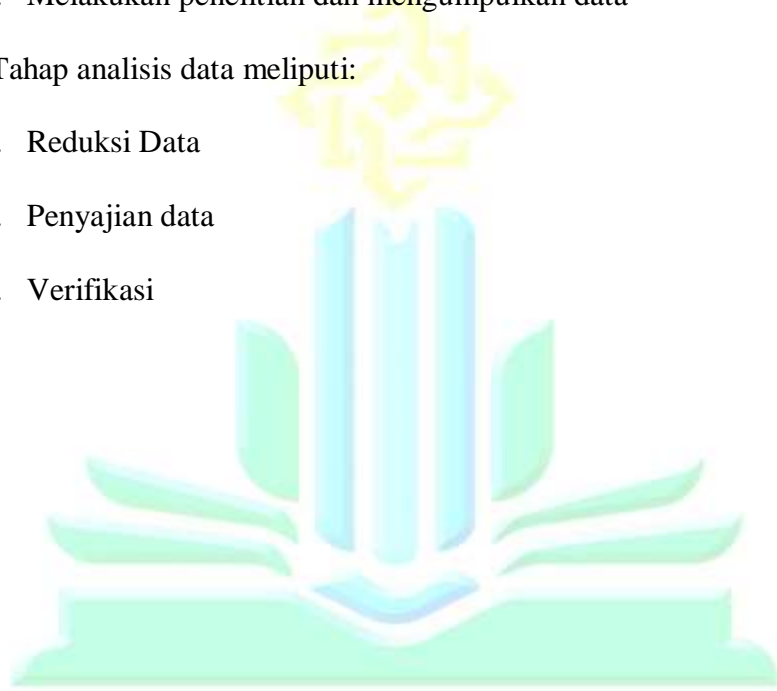 . Melakukan penelitian dan mengumpulkan data
Tahap analisis data meliputi:
. Reduksi Data
. Penyajian data
. Verifikasi